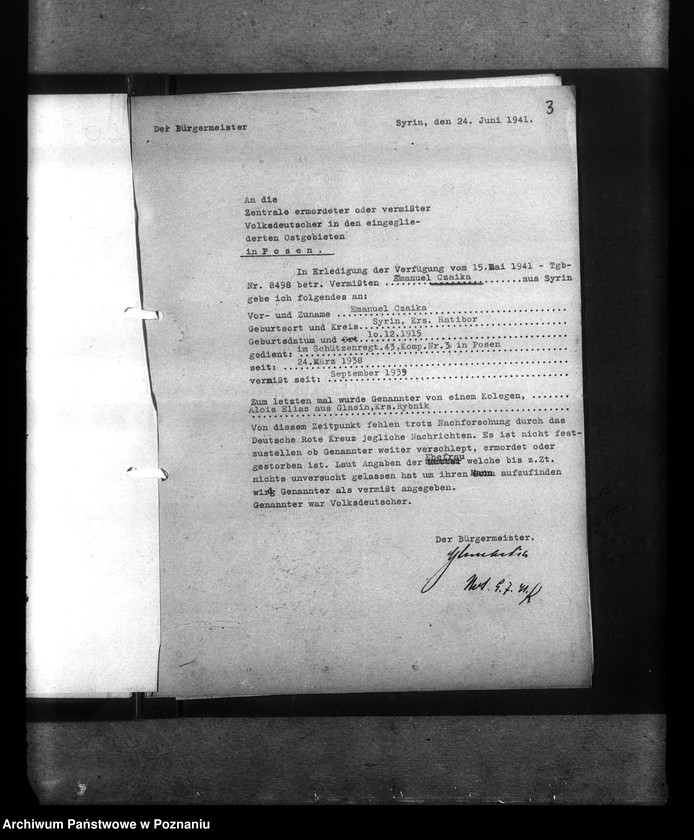 3
Der Bürgermeister
Syrin, den 24. Juni 1941.
An die
Zentrale ermordeter oder vermißter
Volksdeutscher in den eingeglie-
derten Ostgebieten
in Posen.
In Erledigung der Verfügung vom 15.Mai 1941 - Tgb-
Nr. 8498 betr. Vermißten Emanuel Czaika aus Syrin
gebe ich folgendes an:
Vor- und Zuname Emanuel Czaika
Geburtsort und Kreis Syrin, Krs. Ratibor
Geburtsdatum und Ort 10.12.1915
gedient: im Schützenregt.43.Komp.Nr.3 in Posen
seit: 24.März 1938
vermißt seit: September 1939
Zum letzten mal wurde Genannter von einem Kolegen,
Alois Elias aus Glasin,Krs.Rybnik
Von diesem Zeitpunkt fehlen trotz Nachforschung durch das
Deutsche Rote Kreuz jegliche Nachrichten. Es ist nicht fest-
zustellen ob Genannter weiter verschlept, ermordet oder
gestorben ist. Laut Angaben der Ehefrau welche bis z.Zt.
nichts unversucht gelassen hat um ihren Mann aufzufinden
wird Genannter als vermißt angegeben.
Genannter war Volksdeutscher.
Der Bürgermeister.
Archiwum Państwowe w Poznaniu